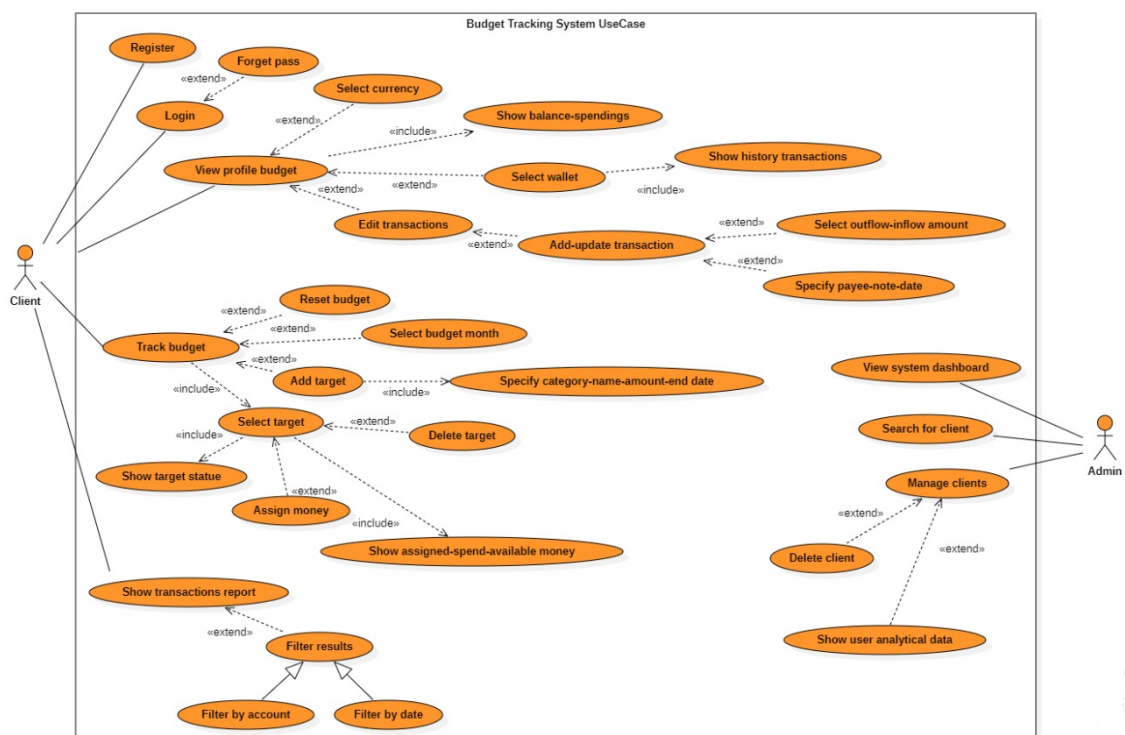 Budget Tracking System UseCase
Register
Forget pass
«extend»
Select currency
Login
Show balance-spendings
«extend»
«include»
Show history transactions
View profile budget
Select wallet
«extend»
«include»
«extend»
Edit transactions
«extend»
Select outflow-inflow amount
«extend»
Add-update transaction
«extend»
Specify payee-note-date
Client
Reset budget
«extend»
«extend»
Select budget month
Track budget
«extend»
Add target
«include»
Specify category-name-amount-end date
View system dashboard
«include»
Select target
«extend»
Delete target
Search for client
«include»
Show target statue
«extend»
Assign money
«include»
Show assigned-spend-available money
Admin
Manage clients
«extend»
Delete client
«extend»
Show transactions report
«extend»
Filter results
Show user analytical data
Filter by account
Filter by date